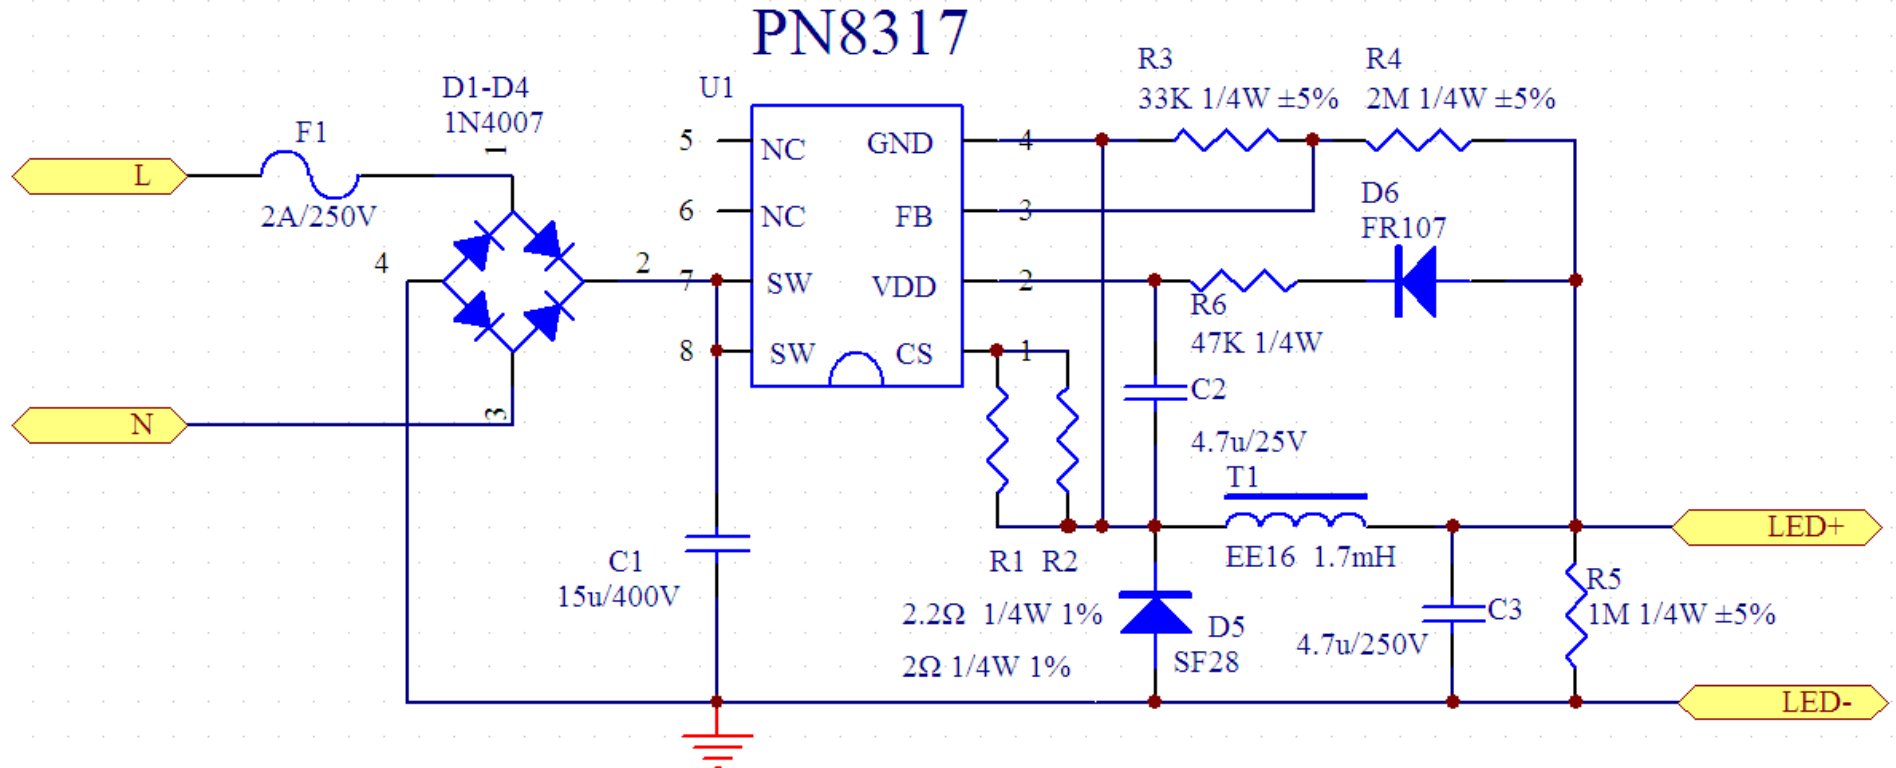 PN8317
U1
D1-D4
1N4007
F1
2A/250V
L
N
1
2
3
4
5
6
7
8
NC
NC
SW
SW
GND
FB
VDD
CS
4
3
2
1
R3
33K 1/4W ±5%
R4
2M 1/4W ±5%
D6
FR107
R6
47K 1/4W
C2
4.7u/25V
T1
EE16 1.7mH
C1
15u/400V
R1 R2
2.2Ω 1/4W 1%
2Ω 1/4W 1%
D5
SF28
C3
4.7u/250V
R5
1M 1/4W ±5%
LED+
LED-